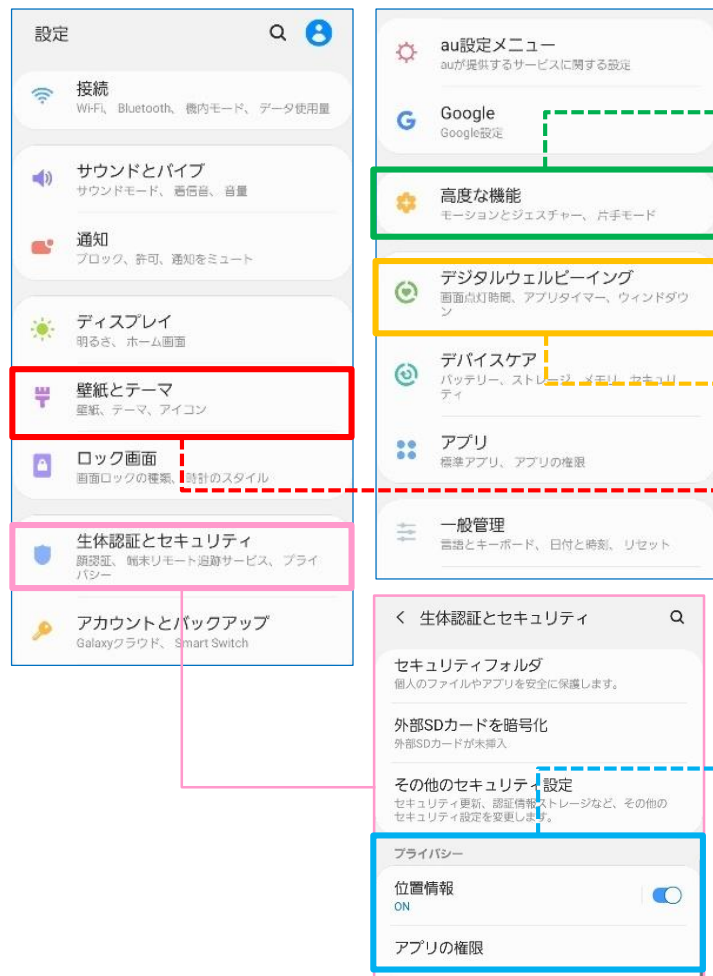 設定
接続
Wi-Fi、 Bluetooth、 機内モード、 データ使用量
サウンドとバイブ
サウンドモード、 着信音、 音量
通知
ブロック、許可、通知をミュート
ディスプレイ
明るさ、 ホーム画面
壁紙とテーマ
壁紙、テーマ、アイコン
ロック画面
画面ロックの種類、時計のスタイル
生体認証とセキュリティ
顔認証、 端末リモート追跡サービス、 プライ
バシー
アカウントとバックアップ
Galaxyクラウド、 Smart Switch
au設定メニュー
auが提供するサービスに関する設定
Google
Google設定
高度な機能
モーションとジェスチャー、 片手モード
デジタルウェルビーイング
画面点灯時間、アプリタイマー、ウィンドダウ
ン
デバイスケア
バッテリー、ストレージ、メモリ、セキュリ
ティ
アプリ
標準アプリ、 アプリの権限
一般管理
言語とキーボード、 日付と時刻、 リセット
生体認証とセキュリティ
セキュリティフォルダ
個人のファイルやアプリを安全に保護します。
外部SDカードを暗号化
外部SDカードが未挿入
その他のセキュリティ設定
セキュリティ更新、認証情報ストレージなど、その他の
セキュリティ設定を変更します。
プライバシー
位置情報
ON
アプリの権限